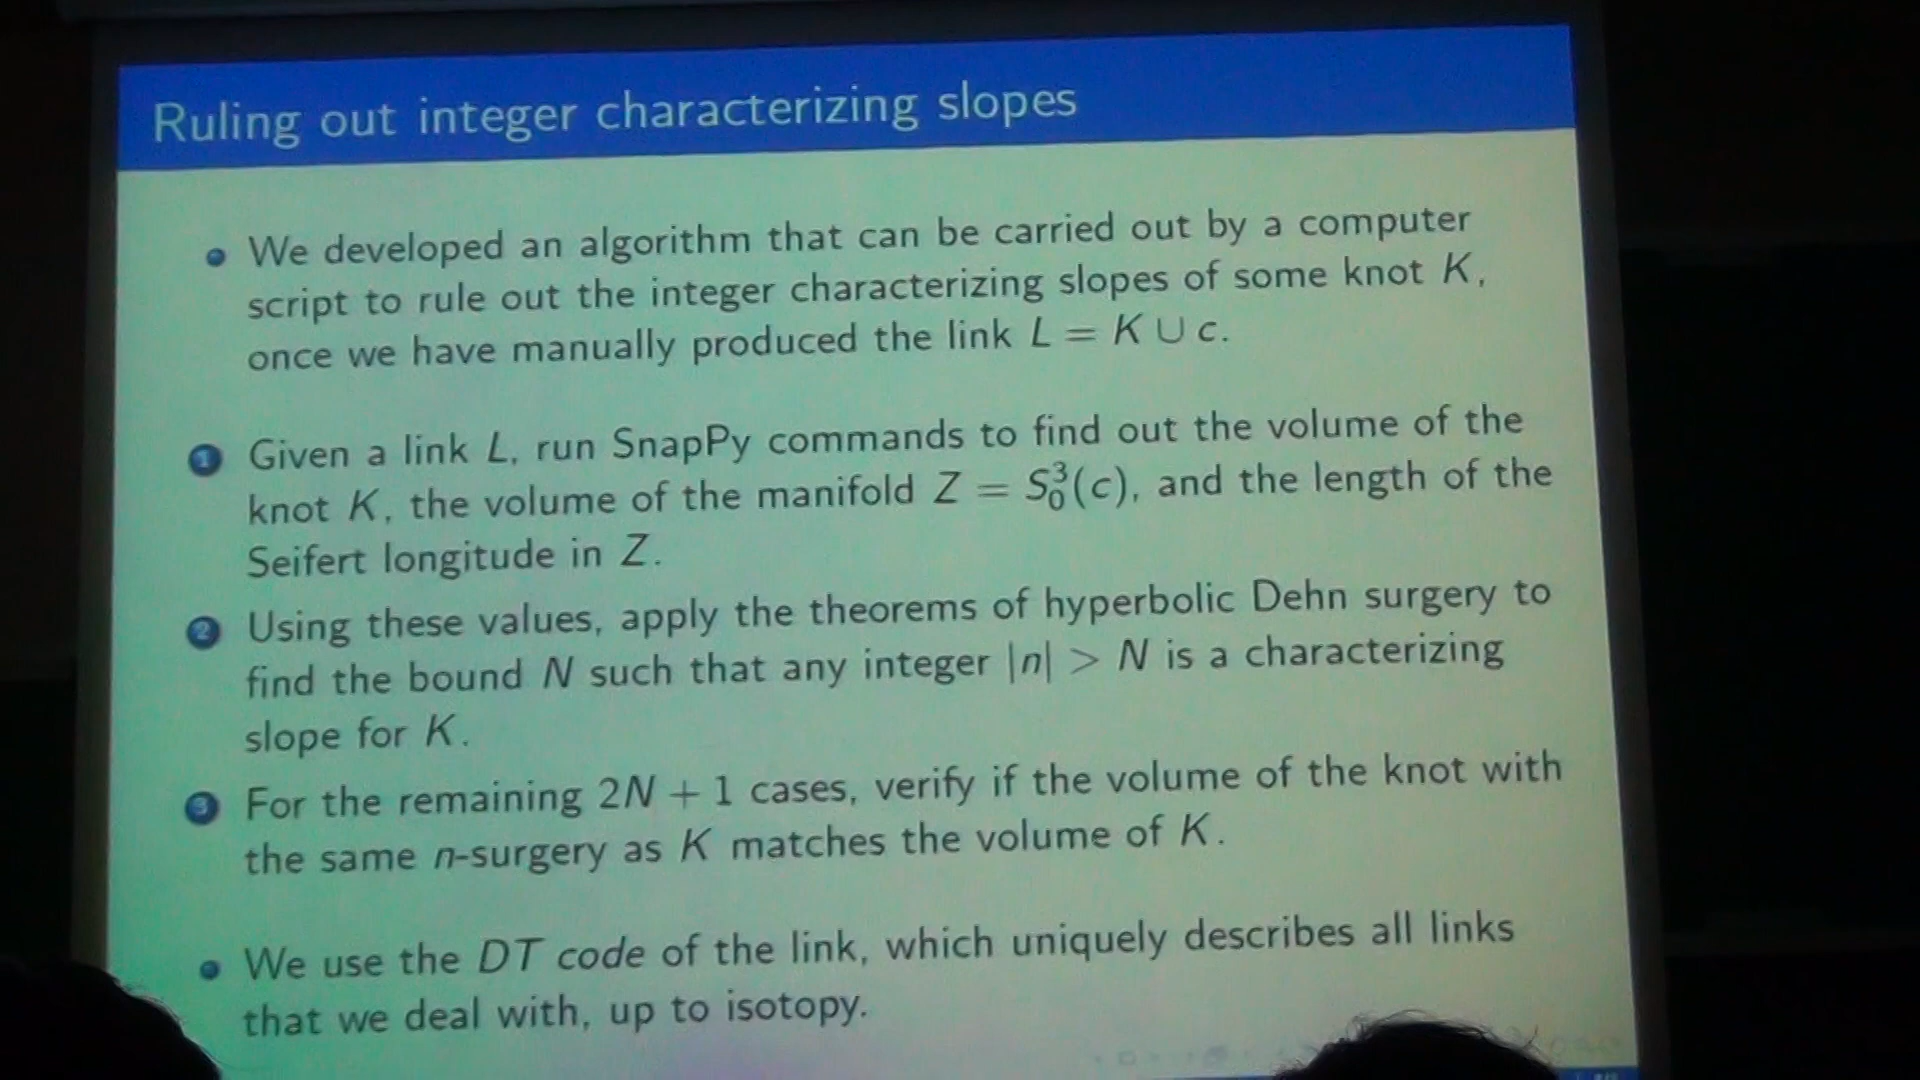 Ruling out integer characterizing slopes
• We developed an algorithm that can be carried out by a computer
script to rule out the integer characterizing slopes of some knot K,
once we have manually produced the link L = K ∪ c.
1 Given a link L, run SnapPy commands to find out the volume of the
knot K, the volume of the manifold Z = S³₀(c), and the length of the
Seifert longitude in Z.
2 Using these values, apply the theorems of hyperbolic Dehn surgery to
find the bound N such that any integer |n| > N is a characterizing
slope for K.
3 For the remaining 2N + 1 cases, verify if the volume of the knot with
the same n-surgery as K matches the volume of K.
• We use the DT code of the link, which uniquely describes all links
that we deal with, up to isotopy.